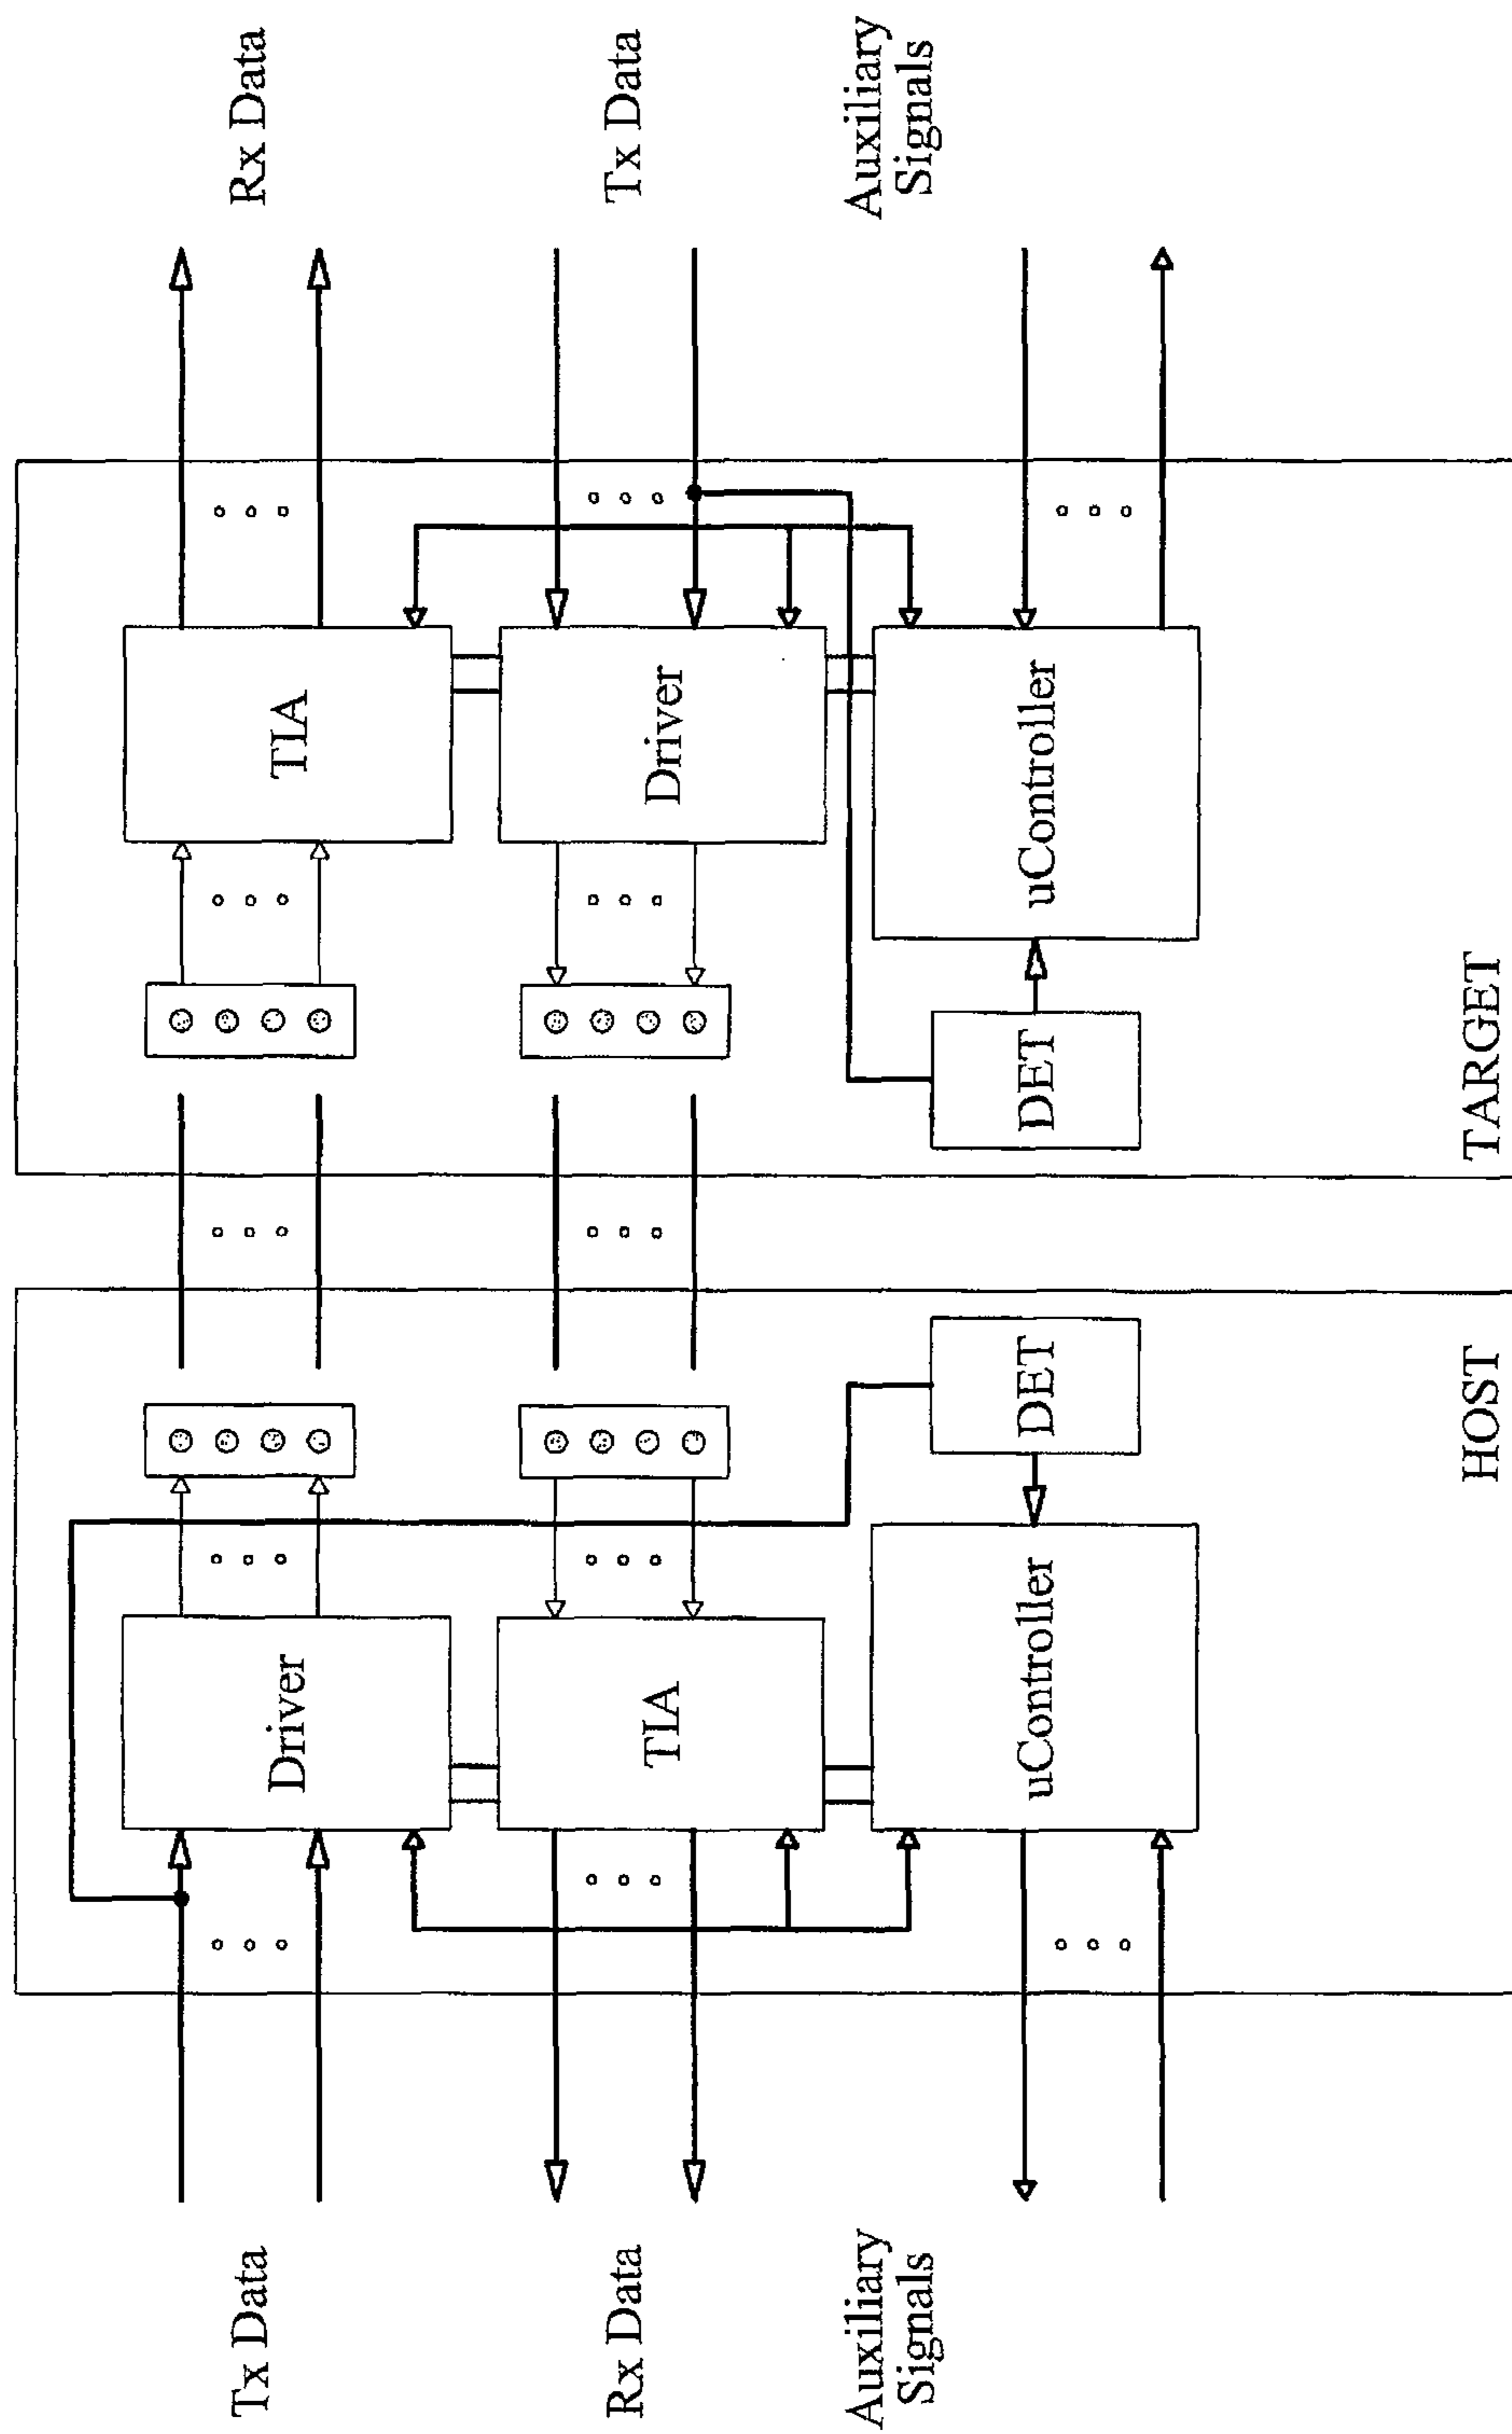 Tx Data
Rx Data
Auxiliary
Signals
Driver
TIA
uController
DET
HOST
TIA
Driver
uController
DET
TARGET
Rx Data
Tx Data
Auxiliary
Signals